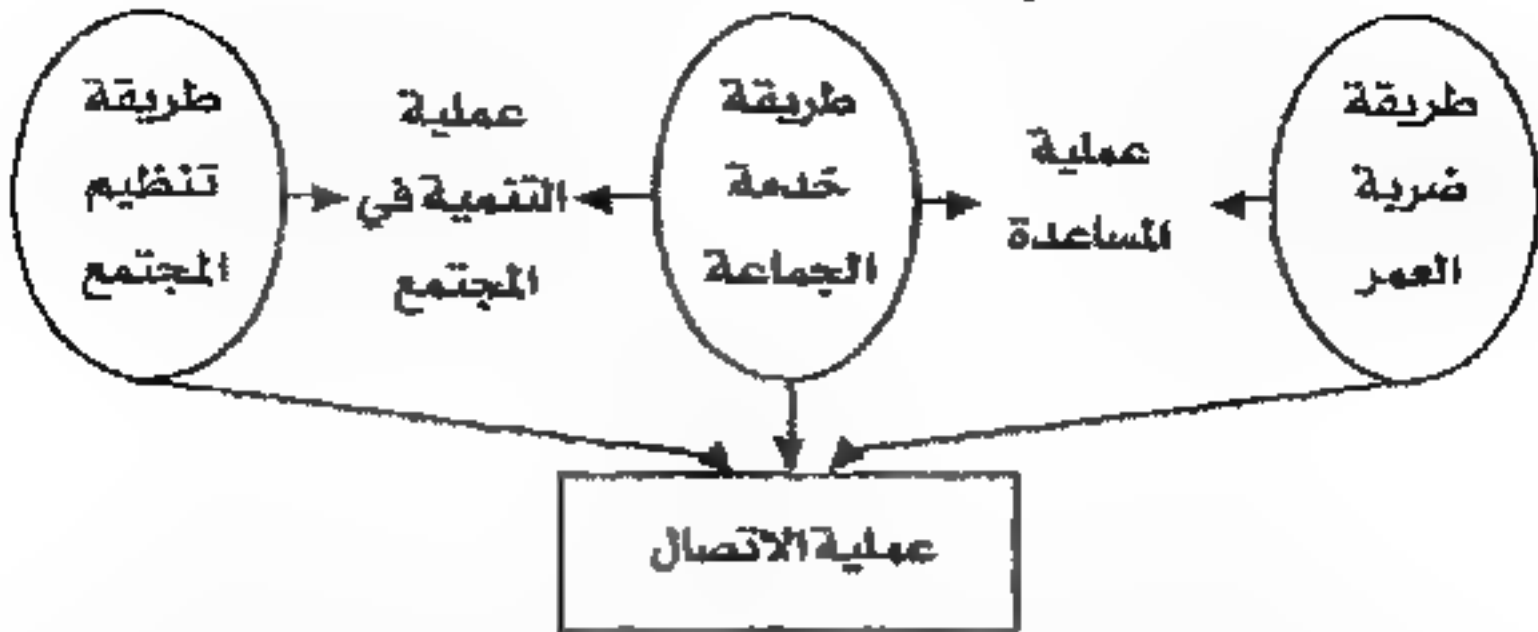 طريقة
ضربة
العمر
عملية
المساعدة
طريقة
خدمة
الجماعة
عملية
التنمية في
المجتمع
طريقة
تنظيم
المجتمع
عملية الاتصال